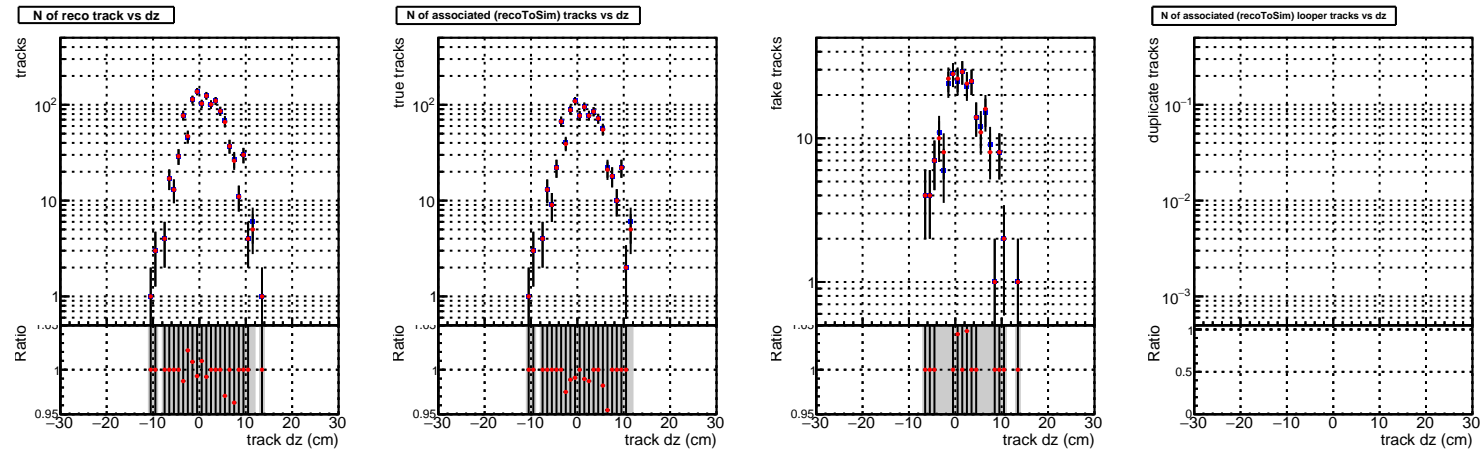 N of reco track vs dz
tracks
10²
10
1
Ratio
0.95
−30 −20 −10 0 10 20 30
track dz (cm)
N of associated (recoToSim) tracks vs dz
true tracks
10²
10
1
Ratio
0.95
−30 −20 −10 0 10 20 30
track dz (cm)
fake tracks
10
1
Ratio
0.95
−30 −20 −10 0 10 20 30
track dz (cm)
N of associated (recoToSim) looper tracks vs dz
duplicate tracks
10⁻¹
10⁻²
10⁻³
Ratio
1
0.5
0
−30 −20 −10 0 10 20 30
track dz (cm)